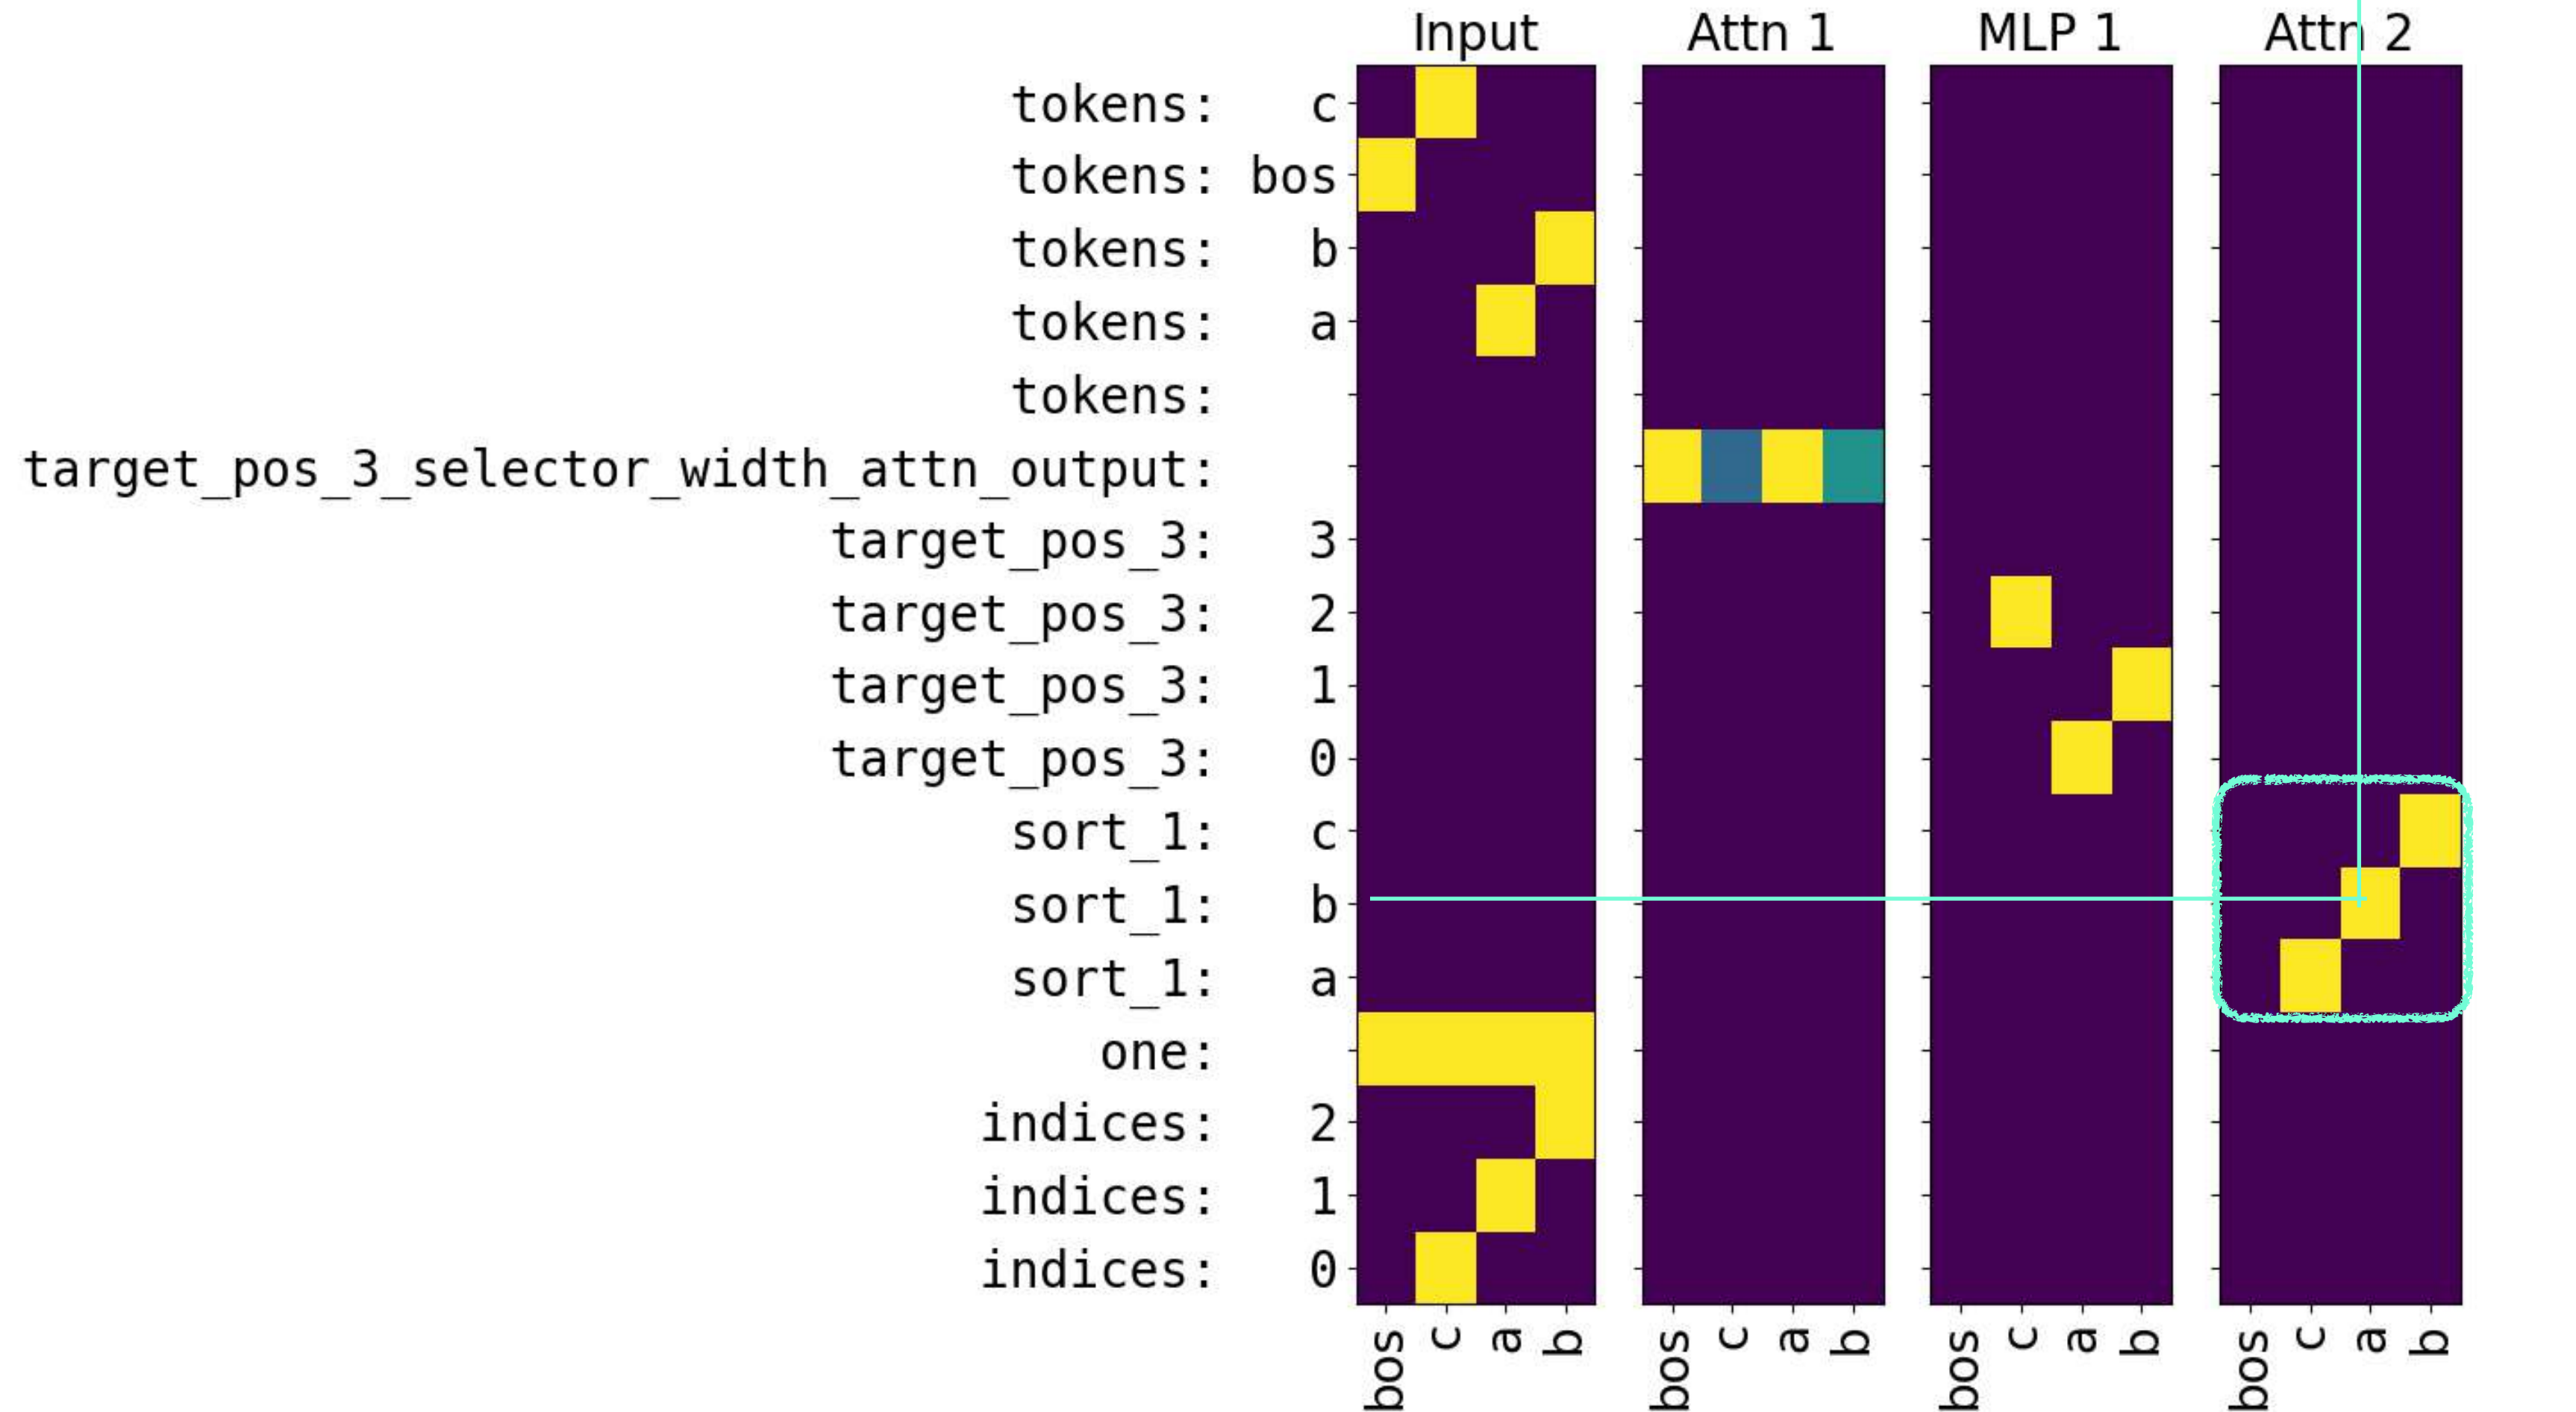 Input Attn 1 MLP 1 Attn 2
tokens: c
tokens: bos
tokens: b
tokens: a
tokens:
target_pos_3_selector_width_attn_output:
target_pos_3: 3
target_pos_3: 2
target_pos_3: 1
target_pos_3: 0
sort_1: c
sort_1: b
sort_1: a
one:
indices: 2
indices: 1
indices: 0
bos c a b bos c a b bos c a b bos c a b